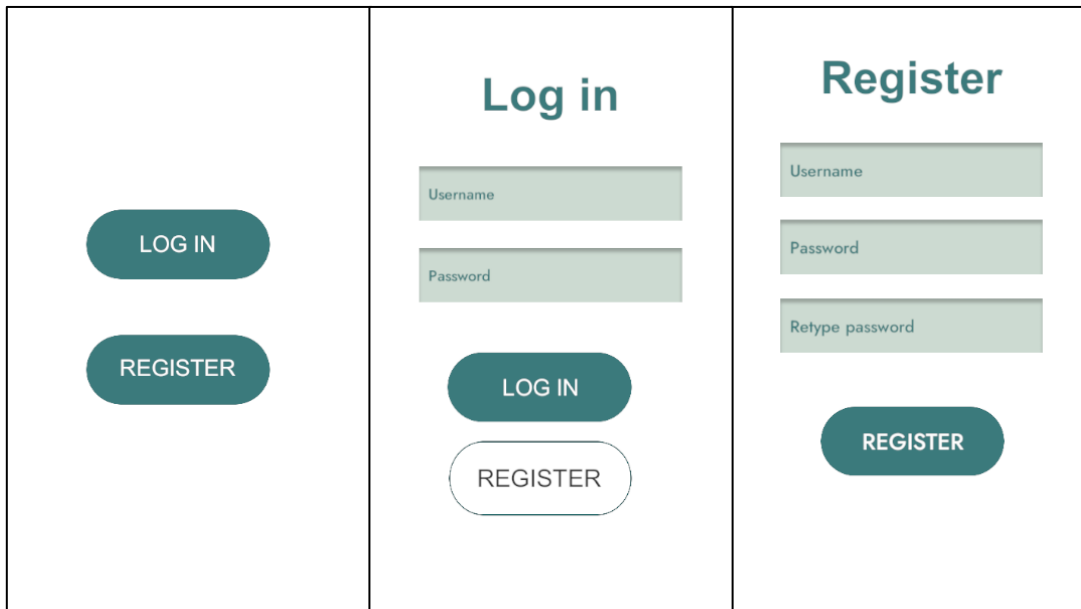 LOG IN
REGISTER
Log in
Username
Password
LOG IN
REGISTER
Register
Username
Password
Retype password
REGISTER